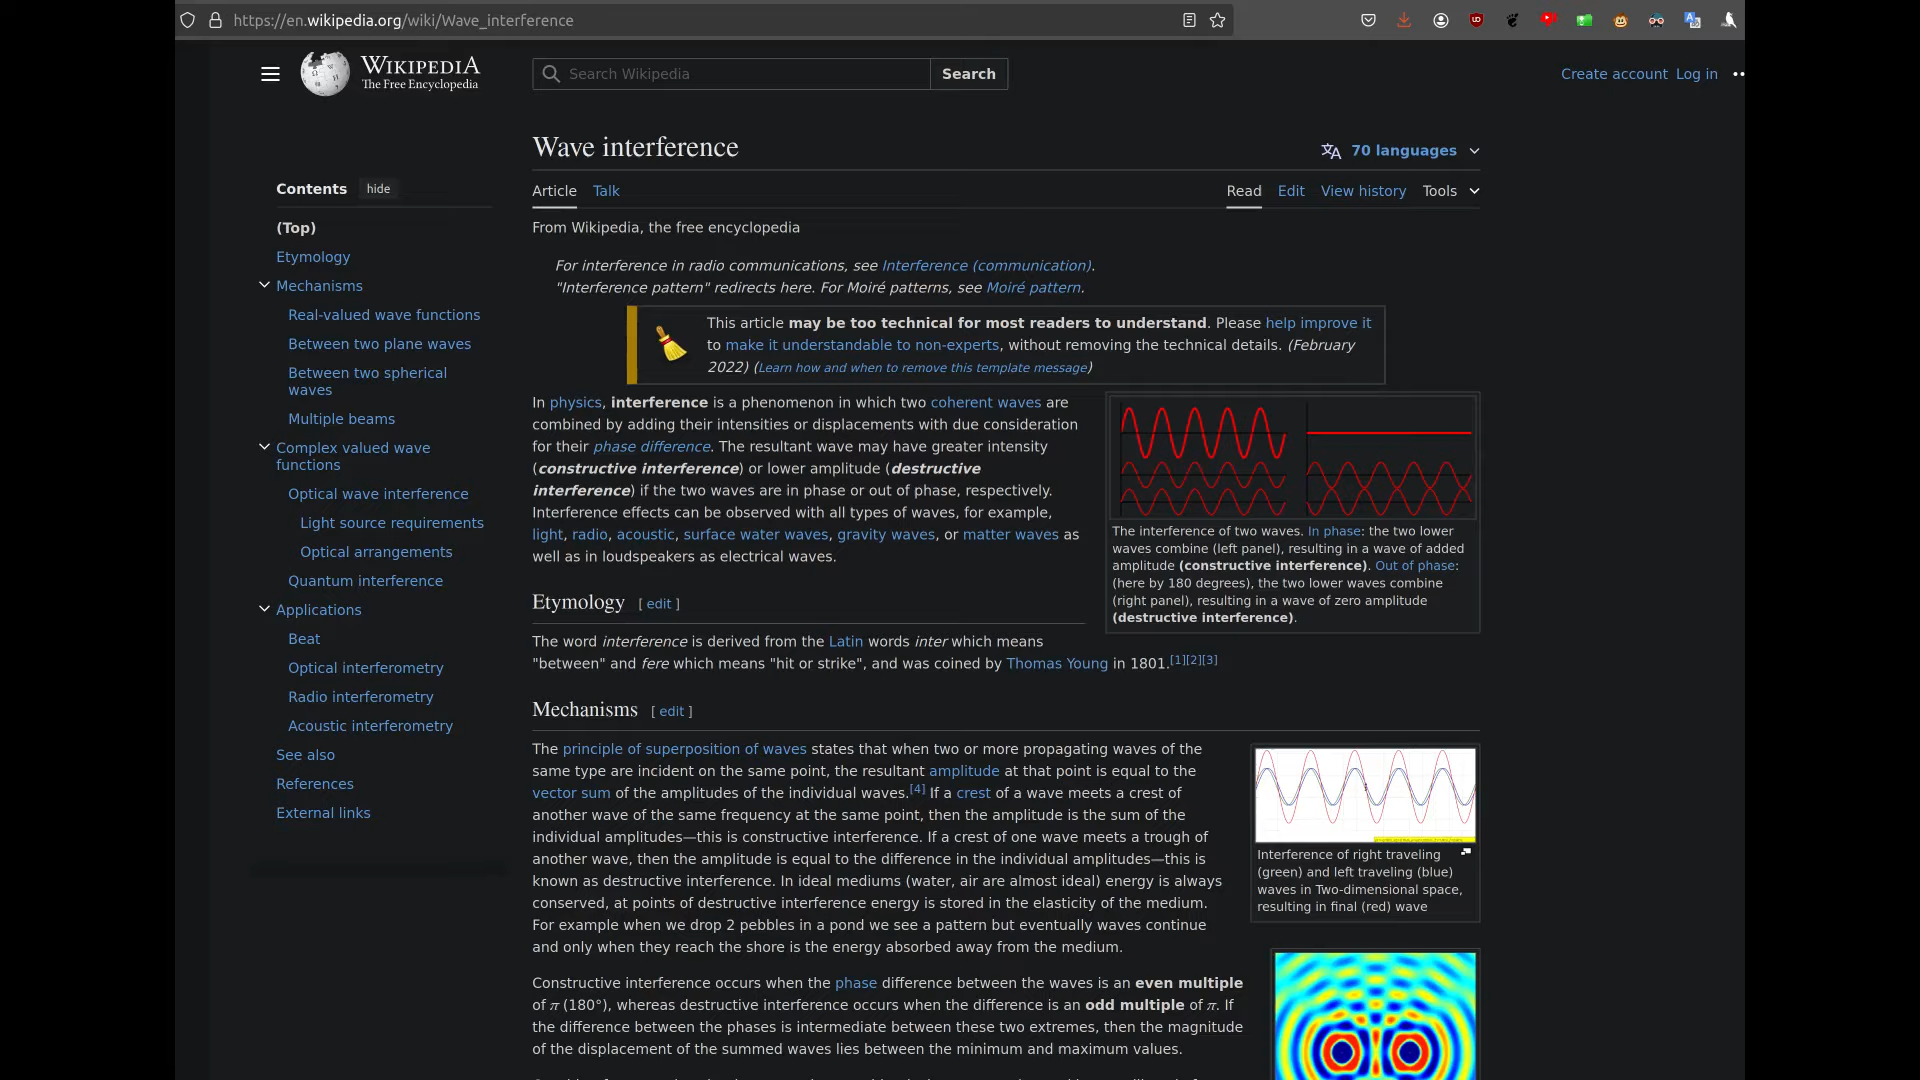 https://en.wikipedia.org/wiki/Wave_interference
WIKIPEDIA
The Free Encyclopedia
Search Wikipedia
Search
Create account Log in
Wave interference
70 languages
Article Talk
Read Edit View history Tools
From Wikipedia, the free encyclopedia
Contents hide
(Top)
Etymology
Mechanisms
Real-valued wave functions
Between two plane waves
Between two spherical
waves
Multiple beams
Complex valued wave
functions
Optical wave interference
Light source requirements
Optical arrangements
Quantum interference
Applications
Beat
Optical interferometry
Radio interferometry
Acoustic interferometry
See also
References
External links
For interference in radio communications, see Interference (communication).
"Interference pattern" redirects here. For Moiré patterns, see Moiré pattern.
This article may be too technical for most readers to understand. Please help improve it
to make it understandable to non-experts, without removing the technical details. (February
2022) (Learn how and when to remove this template message)
In physics, interference is a phenomenon in which two coherent waves are
combined by adding their intensities or displacements with due consideration
for their phase difference. The resultant wave may have greater intensity
(constructive interference) or lower amplitude (destructive
interference) if the two waves are in phase or out of phase, respectively.
Interference effects can be observed with all types of waves, for example,
light, radio, acoustic, surface water waves, gravity waves, or matter waves as
well as in loudspeakers as electrical waves.
The interference of two waves. In phase: the two lower
waves combine (left panel), resulting in a wave of added
amplitude (constructive interference). Out of phase:
(here by 180 degrees), the two lower waves combine
(right panel), resulting in a wave of zero amplitude
(destructive interference).
Etymology [ edit ]
The word interference is derived from the Latin words inter which means
"between" and fere which means "hit or strike", and was coined by Thomas Young in 1801.[1][2][3]
Mechanisms [ edit ]
The principle of superposition of waves states that when two or more propagating waves of the
same type are incident on the same point, the resultant amplitude at that point is equal to the
vector sum of the amplitudes of the individual waves.[4] If a crest of a wave meets a crest of
another wave of the same frequency at the same point, then the amplitude is the sum of the
individual amplitudes—this is constructive interference. If a crest of one wave meets a trough of
another wave, then the amplitude is equal to the difference in the individual amplitudes—this is
known as destructive interference. In ideal mediums (water, air are almost ideal) energy is always
conserved, at points of destructive interference energy is stored in the elasticity of the medium.
For example when we drop 2 pebbles in a pond we see a pattern but eventually waves continue
and only when they reach the shore is the energy absorbed away from the medium.
Interference of right traveling
(green) and left traveling (blue)
waves in Two-dimensional space,
resulting in final (red) wave
Constructive interference occurs when the phase difference between the waves is an even multiple
of π (180°), whereas destructive interference occurs when the difference is an odd multiple of π. If
the difference between the phases is intermediate between these two extremes, then the magnitude
of the displacement of the summed waves lies between the minimum and maximum values.